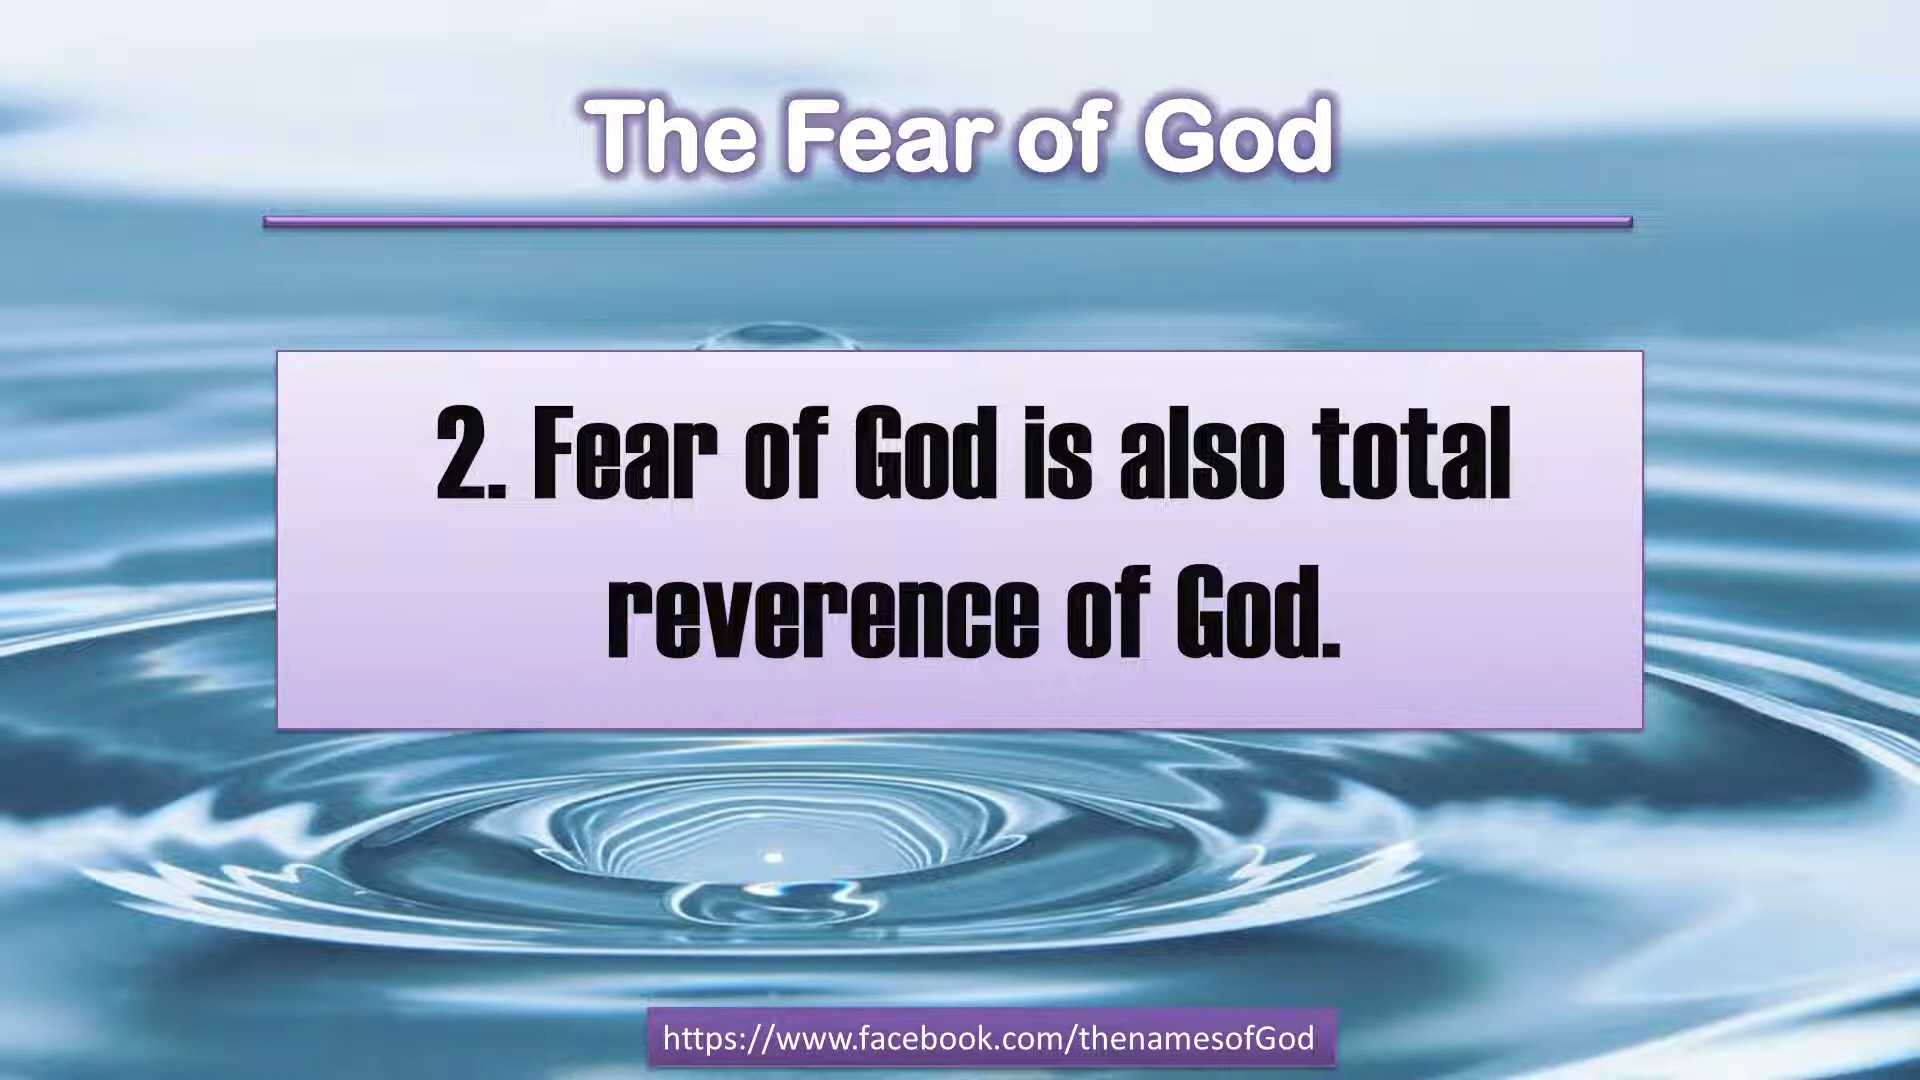 The Fear of God
2. Fear of God is also total
reverence of God.
https://www.facebook.com/thenamesofGod